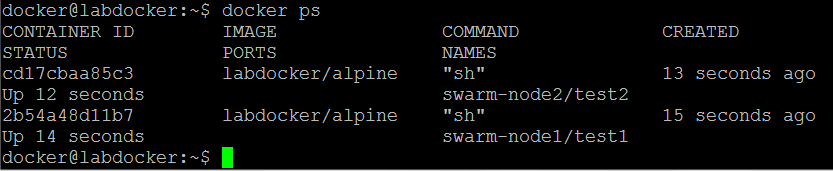 docker@labdocker:~$ docker ps
CONTAINER ID IMAGE COMMAND CREATED
STATUS PORTS NAMES
cd17cbaa85c3 labdocker/alpine "sh" 13 seconds ago
Up 12 seconds swarm-node2/test2
2b54a48d11b7 labdocker/alpine "sh" 15 seconds ago
Up 14 seconds swarm-node1/test1
docker@labdocker:~$